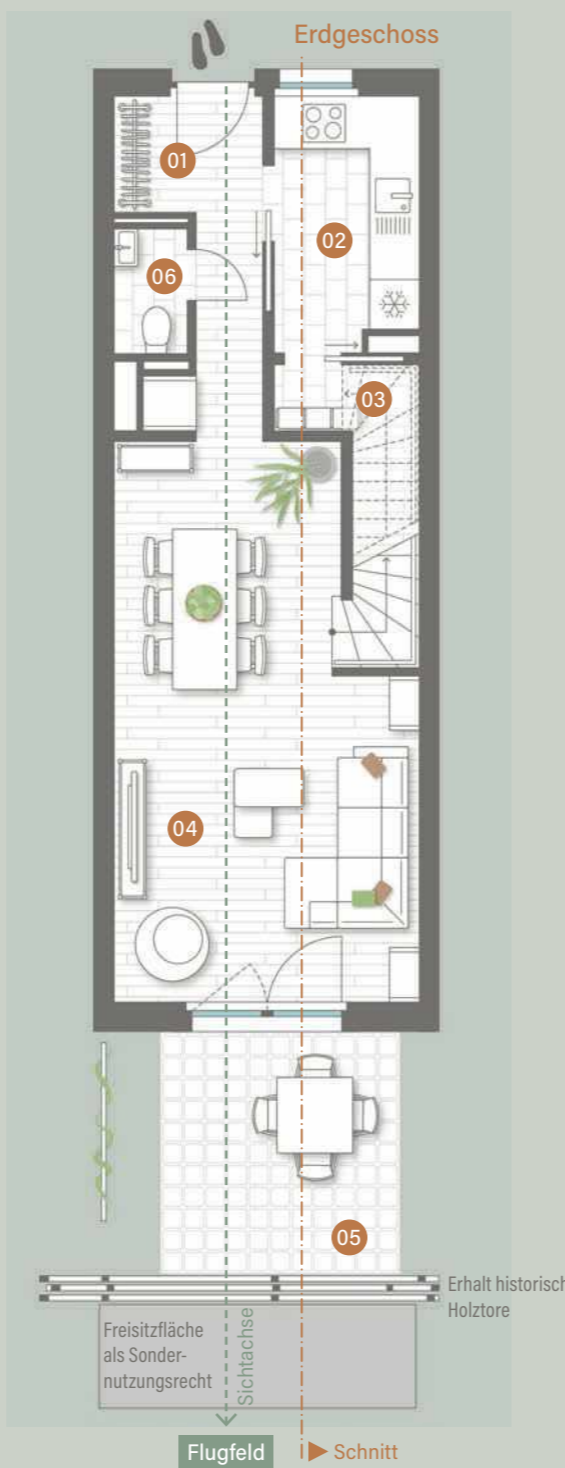 Erdgeschoss
01
02
06
03
04
05
Erhalt historisch
Holztore
Freisitzfläche
als Sonder-
nutzungsrecht
Sichtachse
Flugfeld
Schnitt